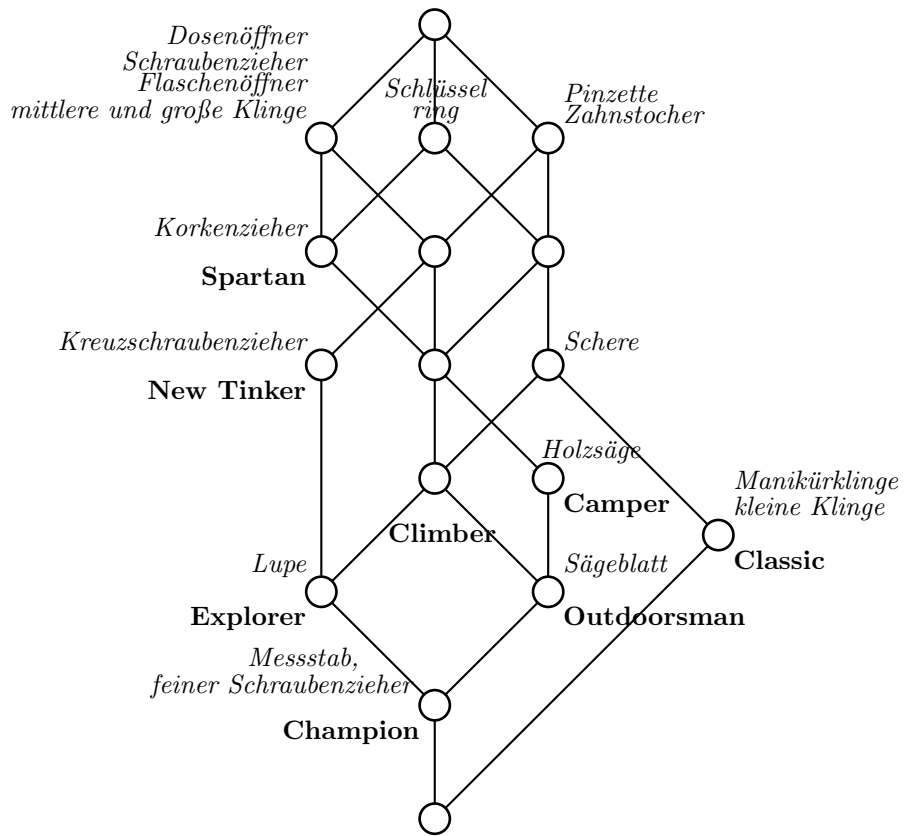 Dosenöffner
Schraubenzieher
Flaschenöffner
mittlere und große Klinge
Schlüssel
ring
Pinzette
Zahnstocher
Korkenzieher
Spartan
Kreuzschraubenzieher
New Tinker
Schere
Holzsäge
Camper
Climber
Manikürklinge
kleine Klinge
Classic
Lupe
Explorer
Sägeblatt
Outdoorsman
Messstab,
feiner Schraubenzieher
Champion